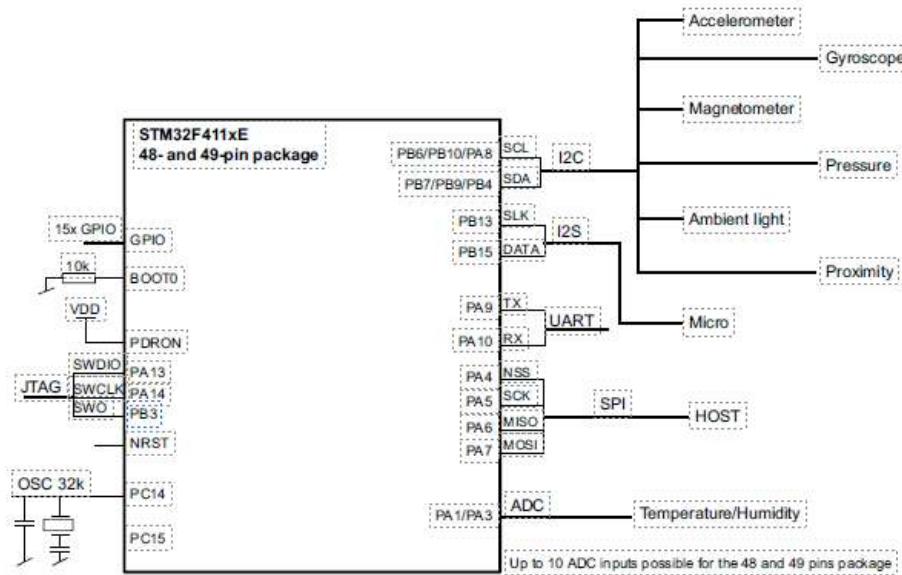 Accelerometer
Gyroscope
Magnetometer
STM32F411xE
48- and 49-pin package
PB6/PB10/PA8 SCL
I2C
PB7/PB9/PB4 SDA
Pressure
Ambient light
PB13 SLK
I2S
PB15 DATA
15x GPIO
GPIO
10k
BOOT0
Proximity
VDD
PA9 TX
UART
Micro
PA10 RX
PDRON
SWDIO
PA13
JTAG
SWCLK
PA14
SWO
PB3
PA4 NSS
PA5 SCK
SPI
HOST
PA6 MISO
PA7 MOSI
NRST
OSC 32k
PC14
PA1/PA3 ADC
Temperature/Humidity
PC15
Up to 10 ADC inputs possible for the 48 and 49 pins package